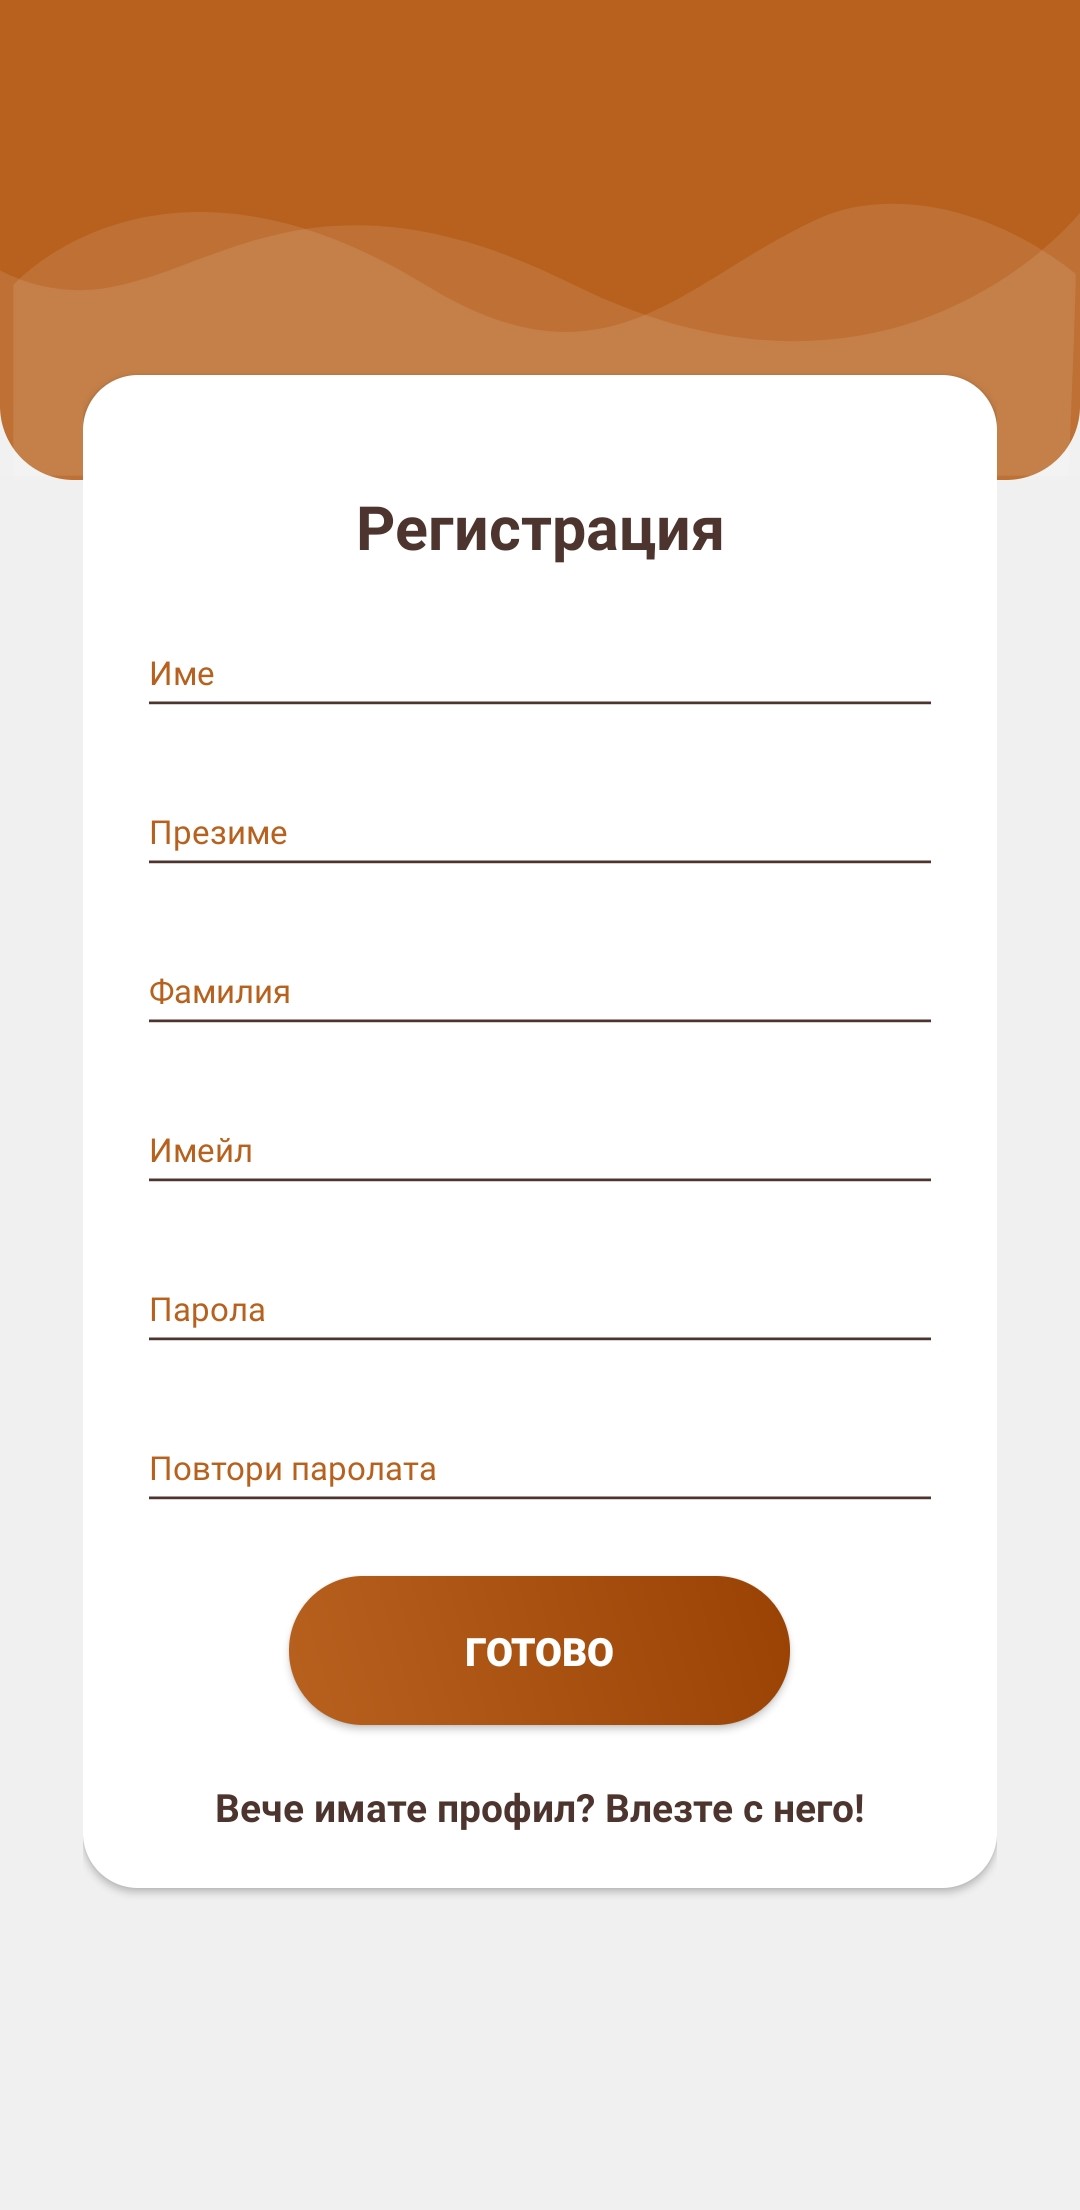 Регистрация
Име
Презиме
Фамилия
Имейл
Парола
Повтори паролата
ГОТОВО
Вече имате профил? Влезте с него!